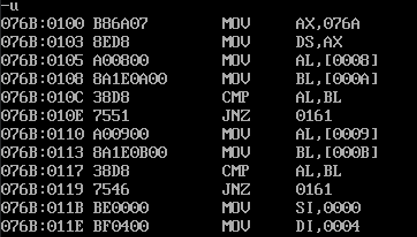 -u
076B:0100 B86A07 MOV AX,076A
076B:0103 8ED8 MOV DS,AX
076B:0105 A00800 MOV AL,[0008]
076B:0108 8A1E0A00 MOV BL,[000A]
076B:010C 38D8 CMP AL,BL
076B:010E 7551 JNZ 0161
076B:0110 A00900 MOV AL,[0009]
076B:0113 8A1E0B00 MOV BL,[000B]
076B:0117 38D8 CMP AL,BL
076B:0119 7546 JNZ 0161
076B:011B BE0000 MOV SI,0000
076B:011E BF0400 MOV DI,0004